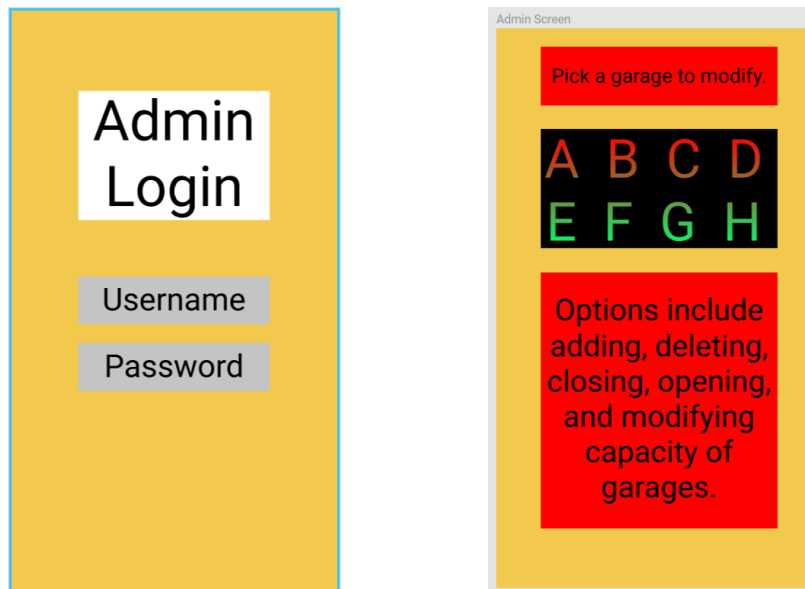 Admin
Login
Username
Password
Admin Screen
Pick a garage to modify.
A B C D
E F G H
Options include
adding, deleting,
closing, opening,
and modifying
capacity of
garages.